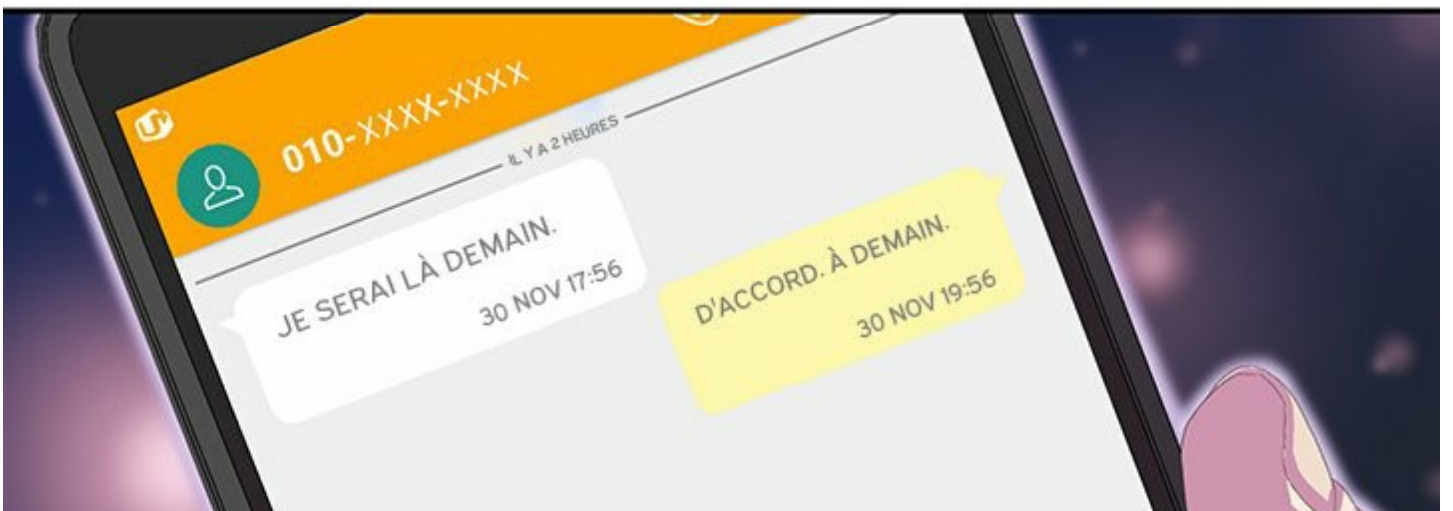 010-XXXX-XXXX
IL Y A 2 HEURES
JE SERAI LÀ DEMAIN.
30 NOV 17:56
D'ACCORD. À DEMAIN.
30 NOV 19:56